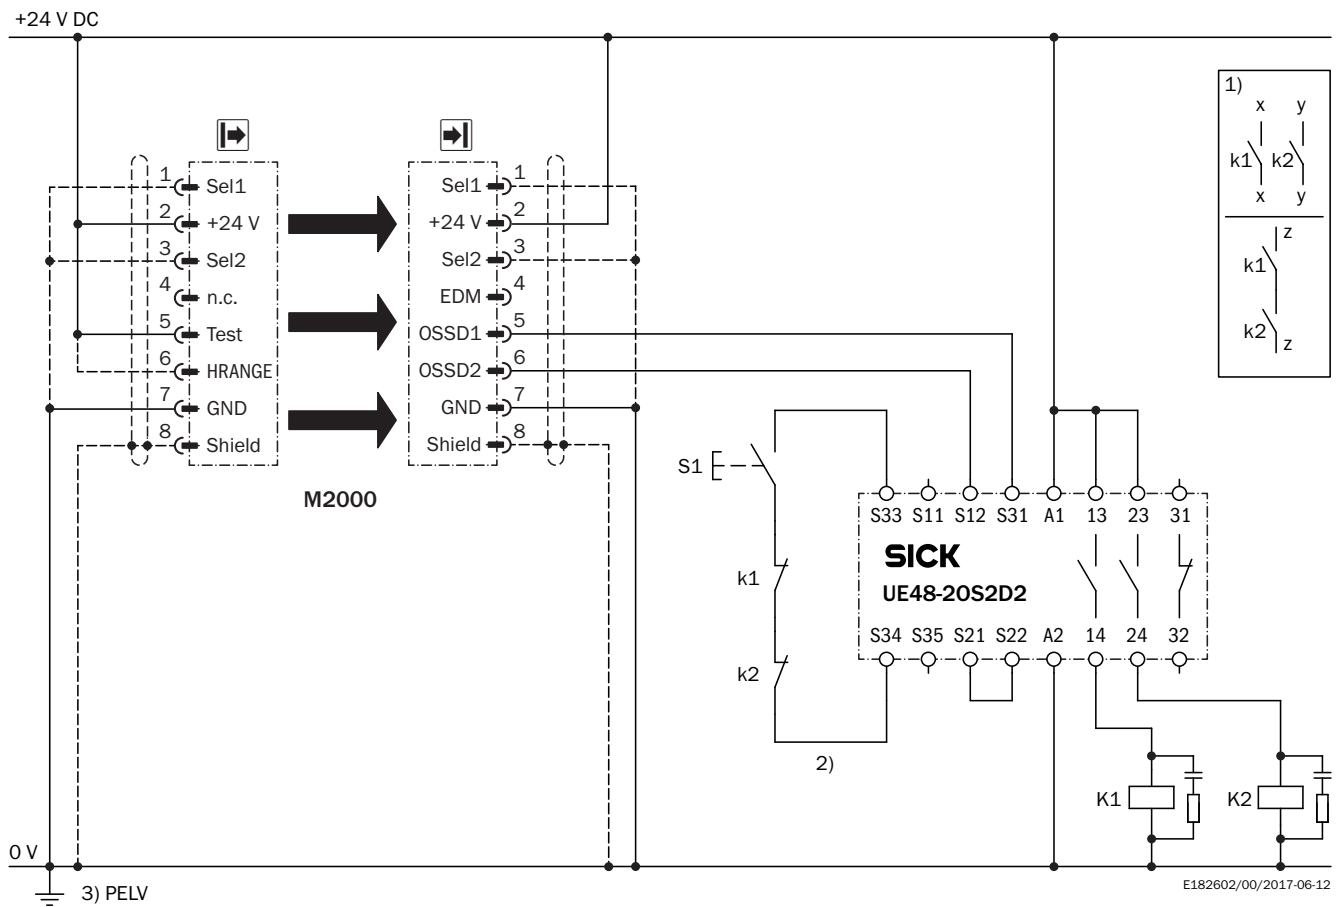 +24 V DC
1)
x y
k1 k2
x y
z
k1
k2
z
1 Sel1
2 +24 V
3 Sel2
4 n.c.
5 Test
6 HRANGE
7 GND
8 Shield
Sel1 1
+24 V 2
Sel2 3
EDM 4
OSSD1 5
OSSD2 6
GND 7
Shield 8
M2000
S1
k1
k2
2)
S33 S11 S12 S31 A1 13 23 31
SICK
UE48-2OS2D2
S34 S35 S21 S22 A2 14 24 32
K1 K2
0 V
3) PELV
E182602/00/2017-06-12